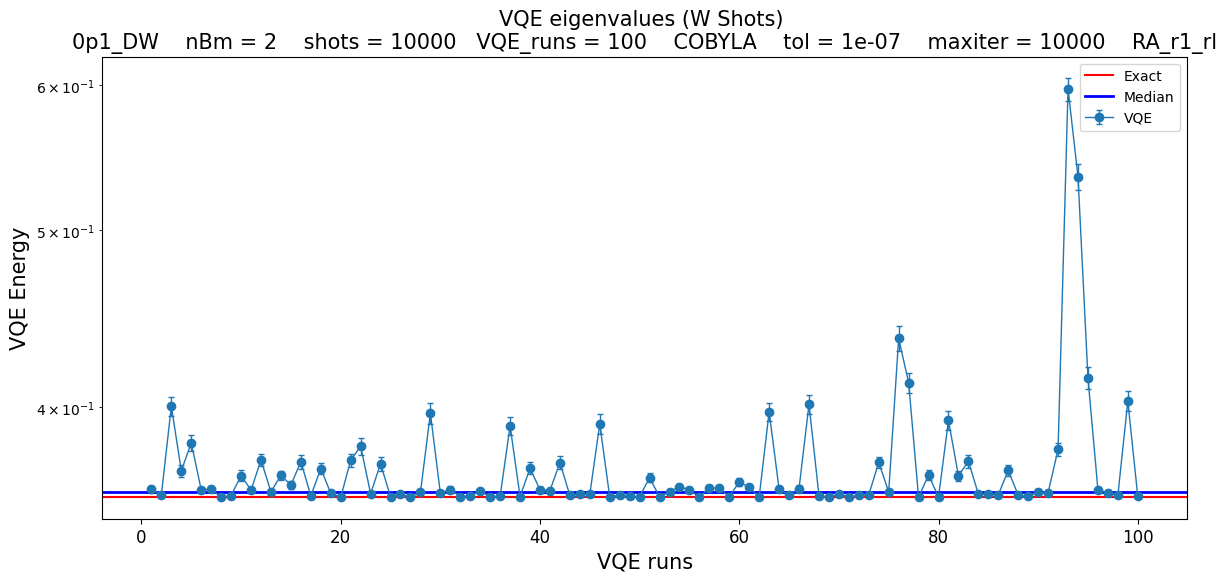 VQE eigenvalues (W Shots)
0p1_DW nBm = 2 shots = 10000 VQE_runs = 100 COBYLA tol = 1e-07 maxiter = 10000 RA_r1_rl
6 × 10⁻¹
5 × 10⁻¹
4 × 10⁻¹
VQE Energy
Exact
Median
VQE
0 20 40 60 80 100
VQE runs